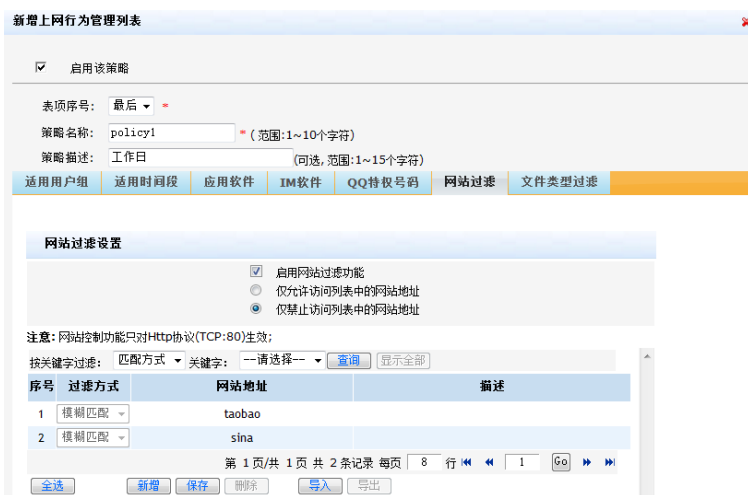 新增上网行为管理列表
启用该策略
表项序号: 最后 *
策略名称: policy1 * (范围:1~10个字符)
策略描述: 工作日 (可选,范围:1~15个字符)
适用用户组 适用时间段 应用软件 IM软件 QQ特权号码 网站过滤 文件类型过滤
网站过滤设置
启用网站过滤功能
仅允许访问列表中的网站地址
仅禁止访问列表中的网站地址
注意: 网站控制功能只对Http协议(TCP:80)生效;
按关键字过滤: 匹配方式 关键字: --请选择-- 查询 显示全部
序号 过滤方式 网站地址 描述
1 模糊匹配 taobao
2 模糊匹配 sina
第 1 页/共 1 页 共 2 条记录 每页 8 行 1 Go
全选 新增 保存 删除 导入 导出